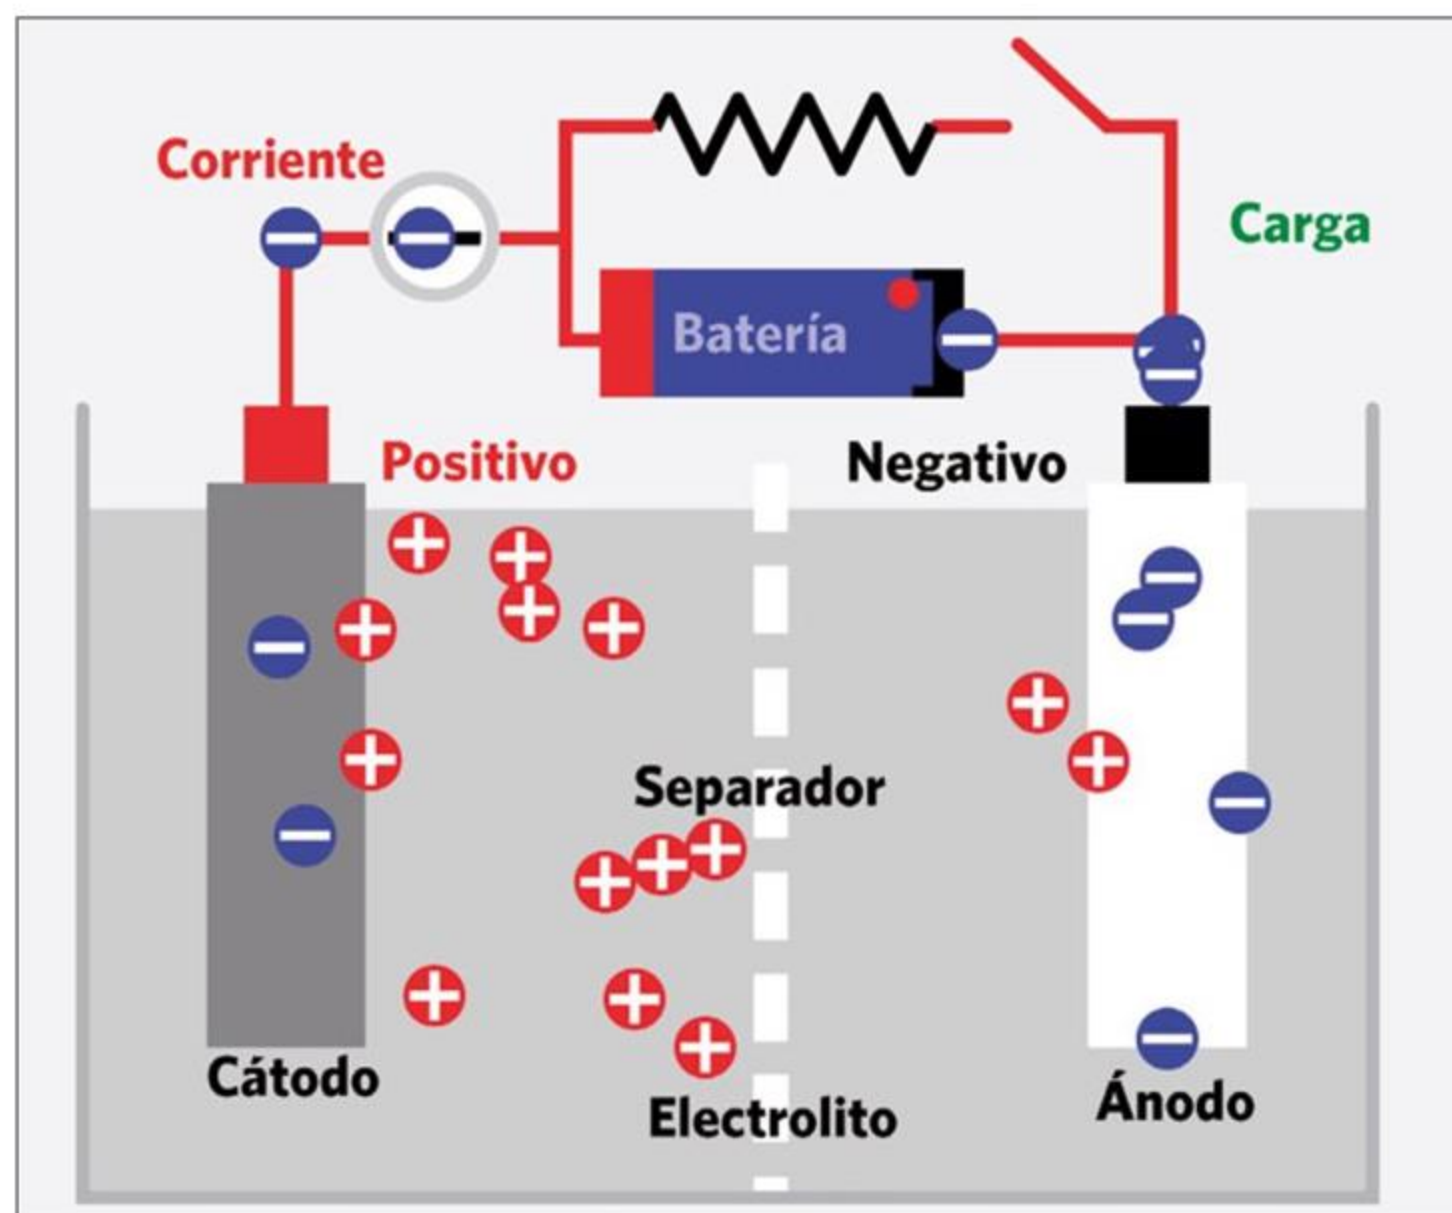 Corriente
Carga
Batería
Positivo
Negativo
Separador
Cátodo
Electrolito
Ánodo